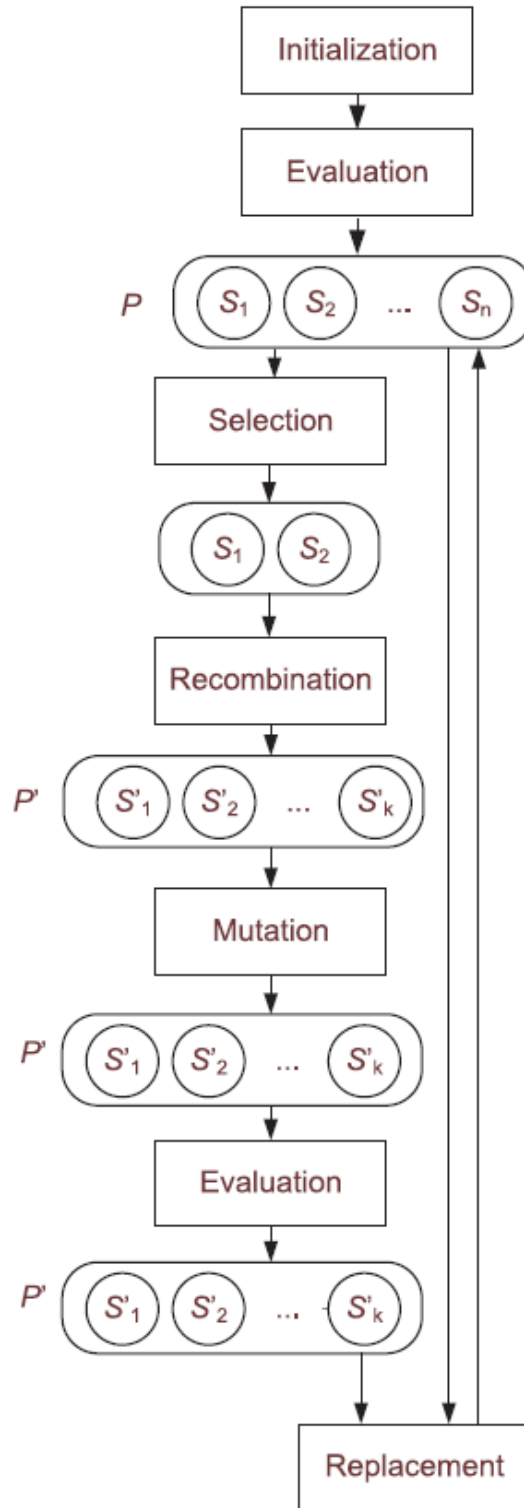 Initialization
Evaluation
P S1 S2 ... Sn
Selection
S1 S2
Recombination
P' S'1 S'2 ... S'k
Mutation
P' S'1 S'2 ... S'k
Evaluation
P' S'1 S'2 ... S'k
Replacement